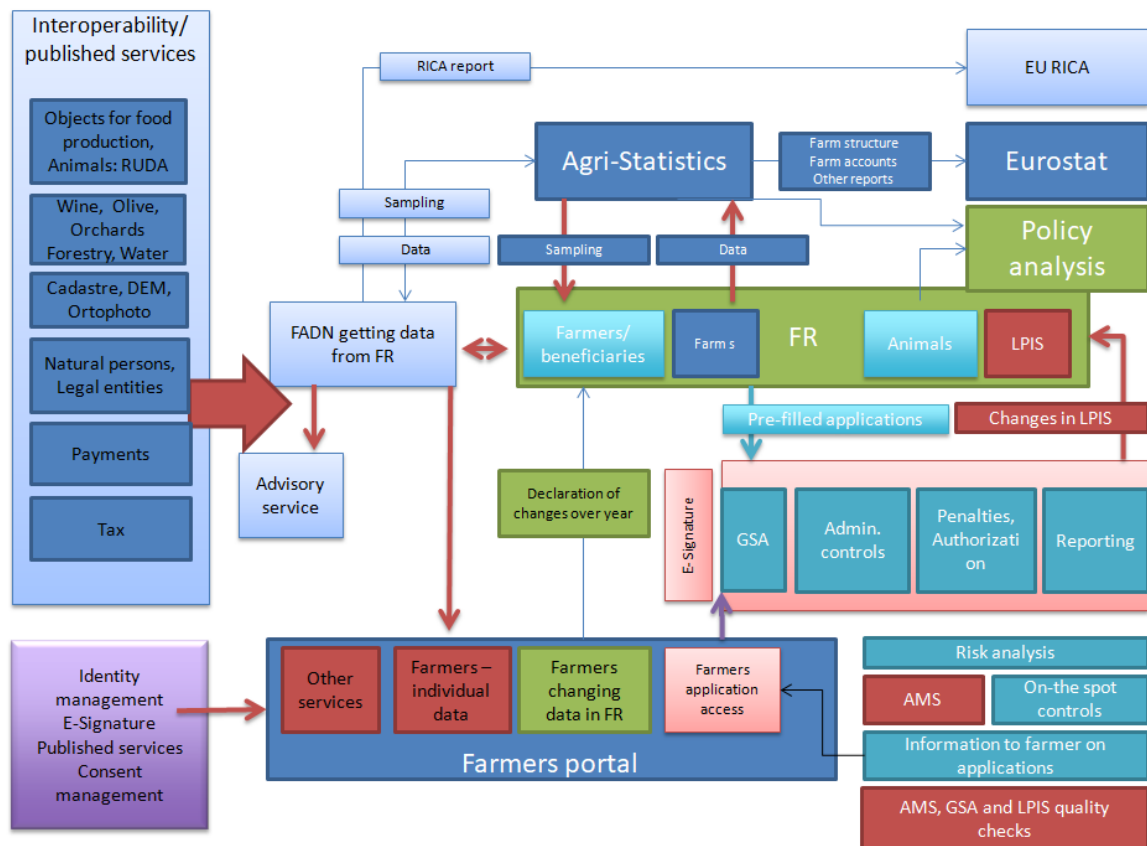 Interoperability/
published services
Objects for food
production,
Animals: RUDA
Wine, Olive,
Orchards
Forestry, Water
Cadastre, DEM,
Ortophoto
Natural persons,
Legal entities
Payments
Tax
RICA report
EU RICA
Agri-Statistics
Farm structure
Farm accounts
Other reports
Eurostat
Sampling
Data
Sampling
Data
Policy
analysis
FADN getting data
from FR
Farmers/
beneficiaries
Farm s
FR
Animals
LPIS
Pre-filled applications
Changes in LPIS
Advisory
service
Declaration of
changes over year
E-Signature
GSA
Admin.
controls
Penalties,
Authorizati
on
Reporting
Identity
management
E-Signature
Published services
Consent
management
Other
services
Farmers –
individual
data
Farmers
changing
data in FR
Farmers
application
access
Farmers portal
Risk analysis
AMS
On-the spot
controls
Information to farmer on
applications
AMS, GSA and LPIS quality
checks